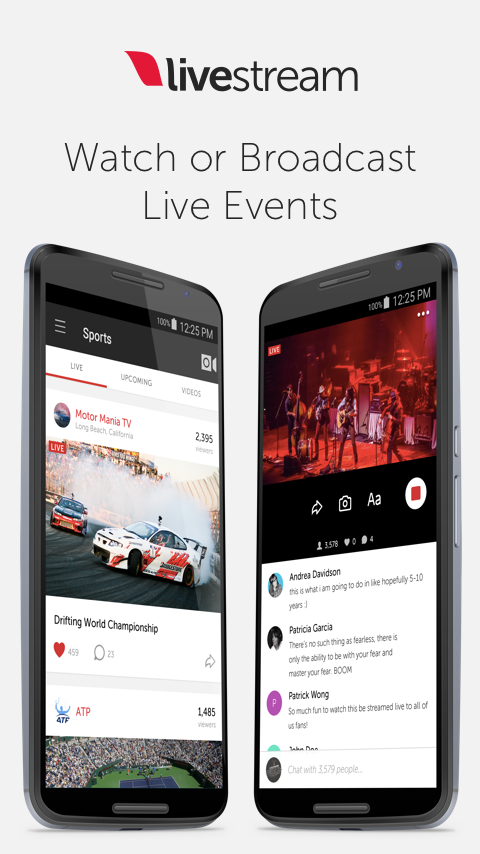 livestream
Watch or Broadcast
Live Events
100% 12:25 PM
Sports
LIVE UPCOMING VIDEOS
Motor Mania TV
Long Beach, California
2,395
viewers
LIVE
Drifting World Championship
459 23
ATP
ATP
1,485
viewers
100% 12:25 PM
LIVE
Aa
3,578 0 4
Andrea Davidson
this is what i am going to do in like hopefully 5-10
years ;)
Patricia Garcia
There's no such thing as fearless, there is
only the ability to be with your fear and
master your fear. BOOM
P
Patrick Wong
So much fun to watch this be streamed live to all of
us fans!
John Doe
Chat with 3,579 people...